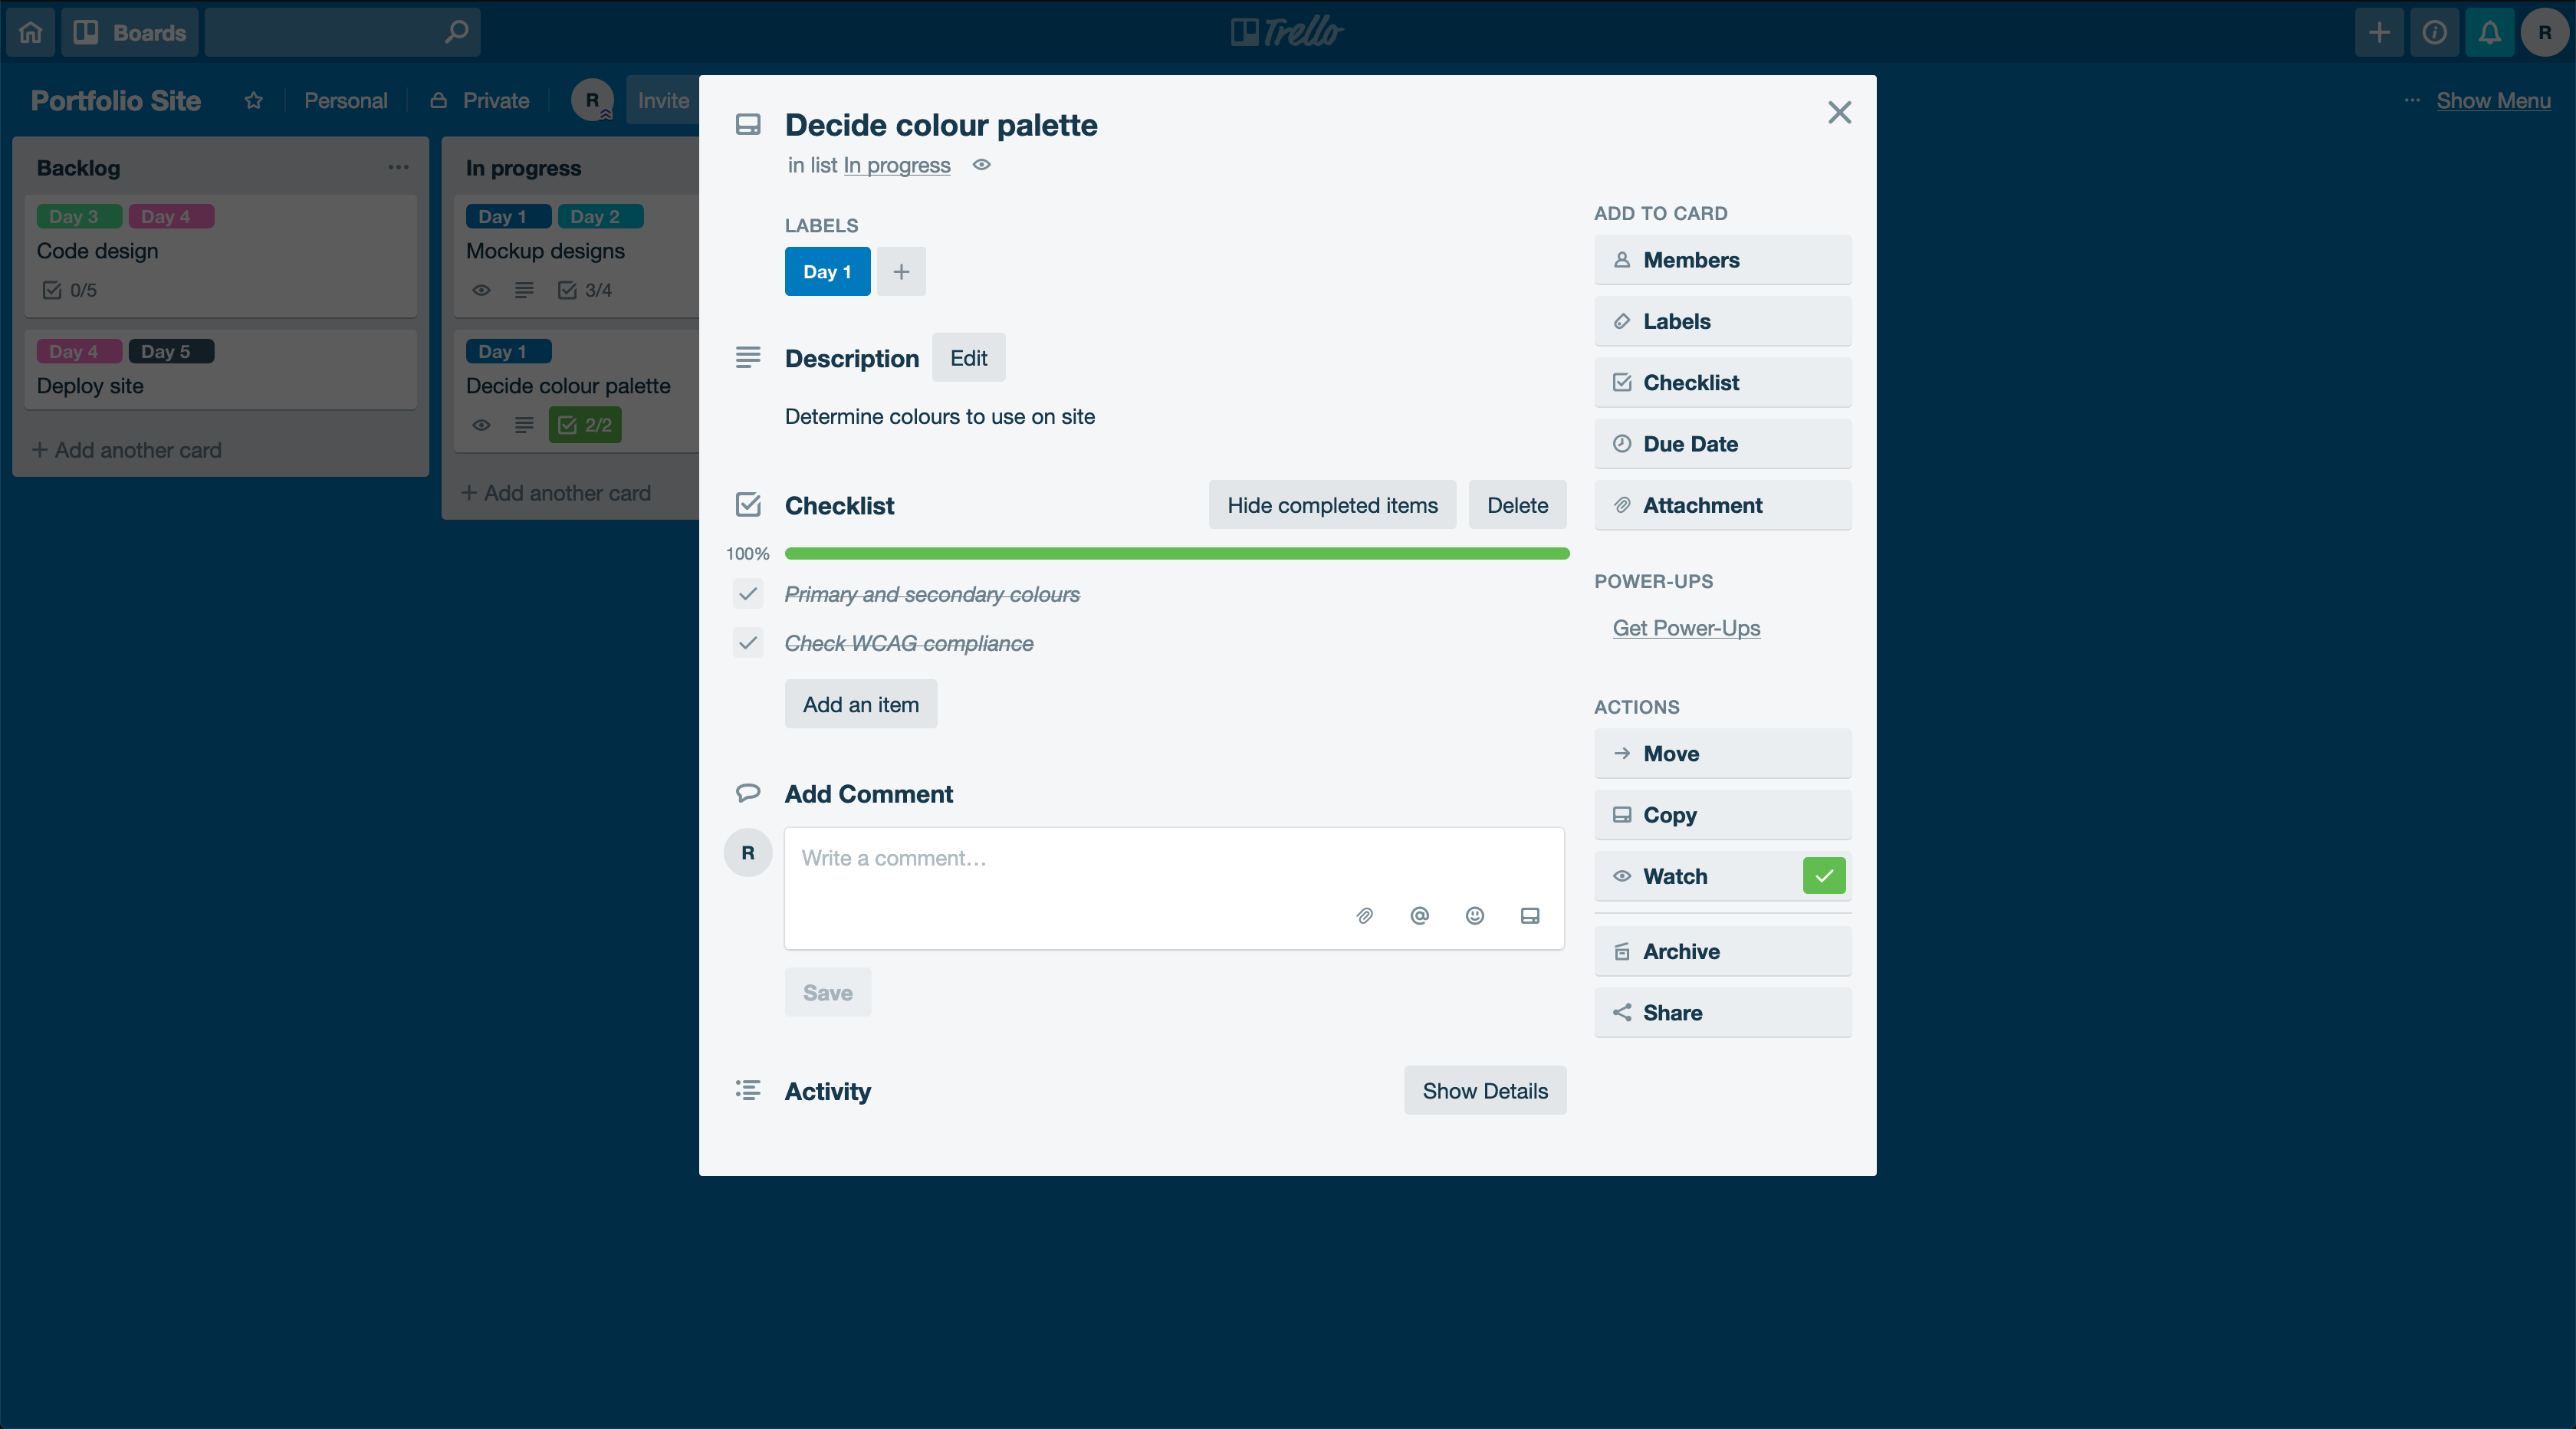 Boards
Trello
R
Portfolio Site
Personal
Private
R
Invite
... Show Menu
Backlog
Day 3 Day 4
Code design
0/5
Day 4 Day 5
Deploy site
+ Add another card
In progress
Day 1 Day 2
Mockup designs
3/4
Day 1
Decide colour palette
2/2
+ Add another card
Decide colour palette
in list In progress
LABELS
Day 1 +
Description Edit
Determine colours to use on site
Checklist Hide completed items Delete
100%
Primary and secondary colours
Check WCAG compliance
Add an item
Add Comment
R
Write a comment…
@
Save
Activity Show Details
ADD TO CARD
Members
Labels
Checklist
Due Date
Attachment
POWER-UPS
Get Power-Ups
ACTIONS
Move
Copy
Watch
Archive
Share